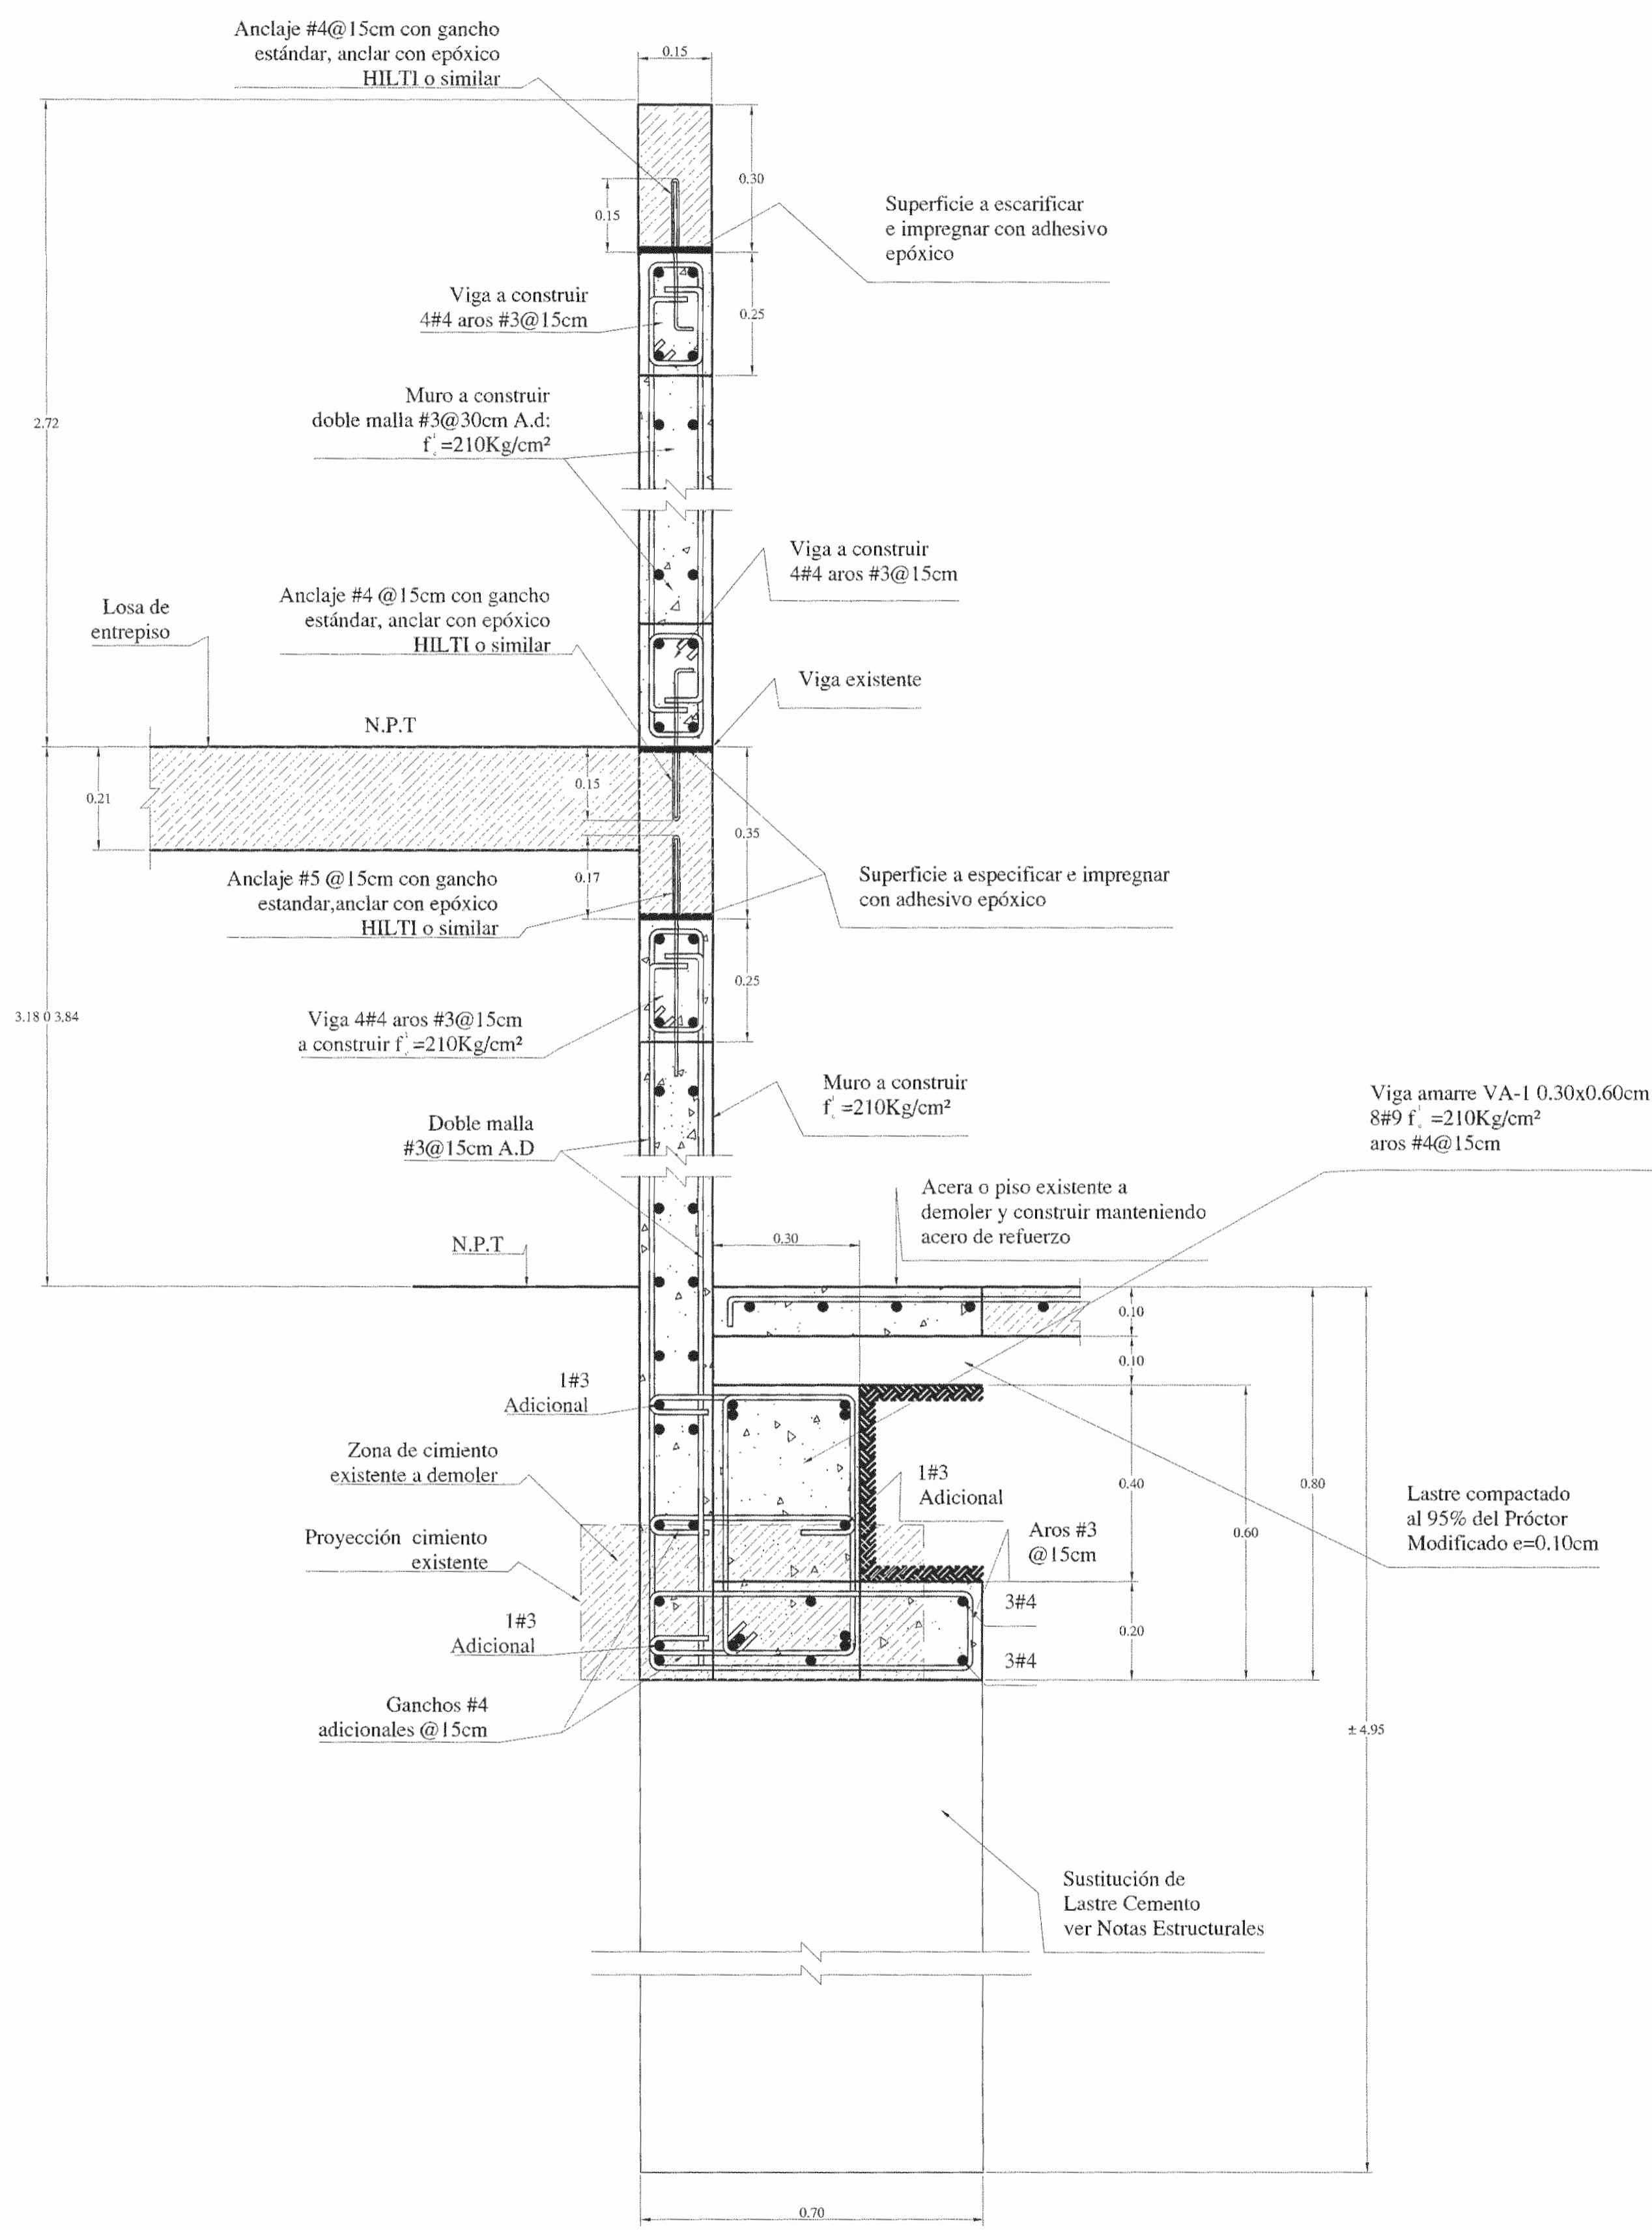 Anclaje #4@15cm con gancho
estándar, anclar con epóxico
HILTI o similar
0.15
0.30
0.15
Superficie a escarificar
e impregnar con adhesivo
epóxico
Viga a construir
4#4 aros #3@15cm
0.25
Muro a construir
doble malla #3@30cm A.d:
f'c=210Kg/cm²
2.72
Viga a construir
4#4 aros #3@15cm
Anclaje #4 @15cm con gancho
estándar, anclar con epóxico
HILTI o similar
Losa de
entrepiso
Viga existente
N.P.T
0.21
0.15
0.35
0.17
Anclaje #5 @15cm con gancho
estandar,anclar con epóxico
HILTI o similar
Superficie a especificar e impregnar
con adhesivo epóxico
0.25
3.18 0 3.84
Viga 4#4 aros #3@15cm
a construir f'c=210Kg/cm²
Muro a construir
f'c =210Kg/cm²
Viga amarre VA-1 0.30x0.60cm
8#9 f'c =210Kg/cm²
aros #4@15cm
Doble malla
#3@15cm A.D
Acera o piso existente a
demoler y construir manteniendo
acero de refuerzo
N.P.T
0.30
0.10
0.10
1#3
Adicional
Zona de cimiento
existente a demoler
1#3
Adicional
0.40
0.80
Lastre compactado
al 95% del Próctor
Modificado e=0.10cm
0.60
Aros #3
@15cm
Proyección cimiento
existente
3#4
1#3
Adicional
0.20
3#4
Ganchos #4
adicionales @15cm
± 4.95
Sustitución de
Lastre Cemento
ver Notas Estructurales
0.70